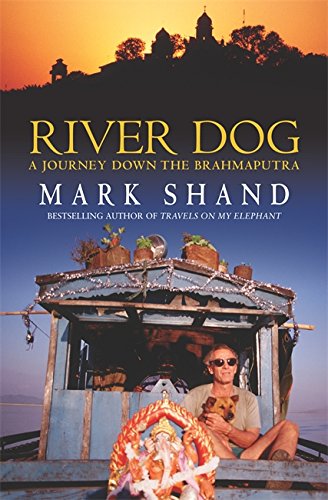 RIVER DOG
A JOURNEY DOWN THE BRAHMAPUTRA
MARK SHAND
BESTSELLING AUTHOR OF TRAVELS ON MY ELEPHANT